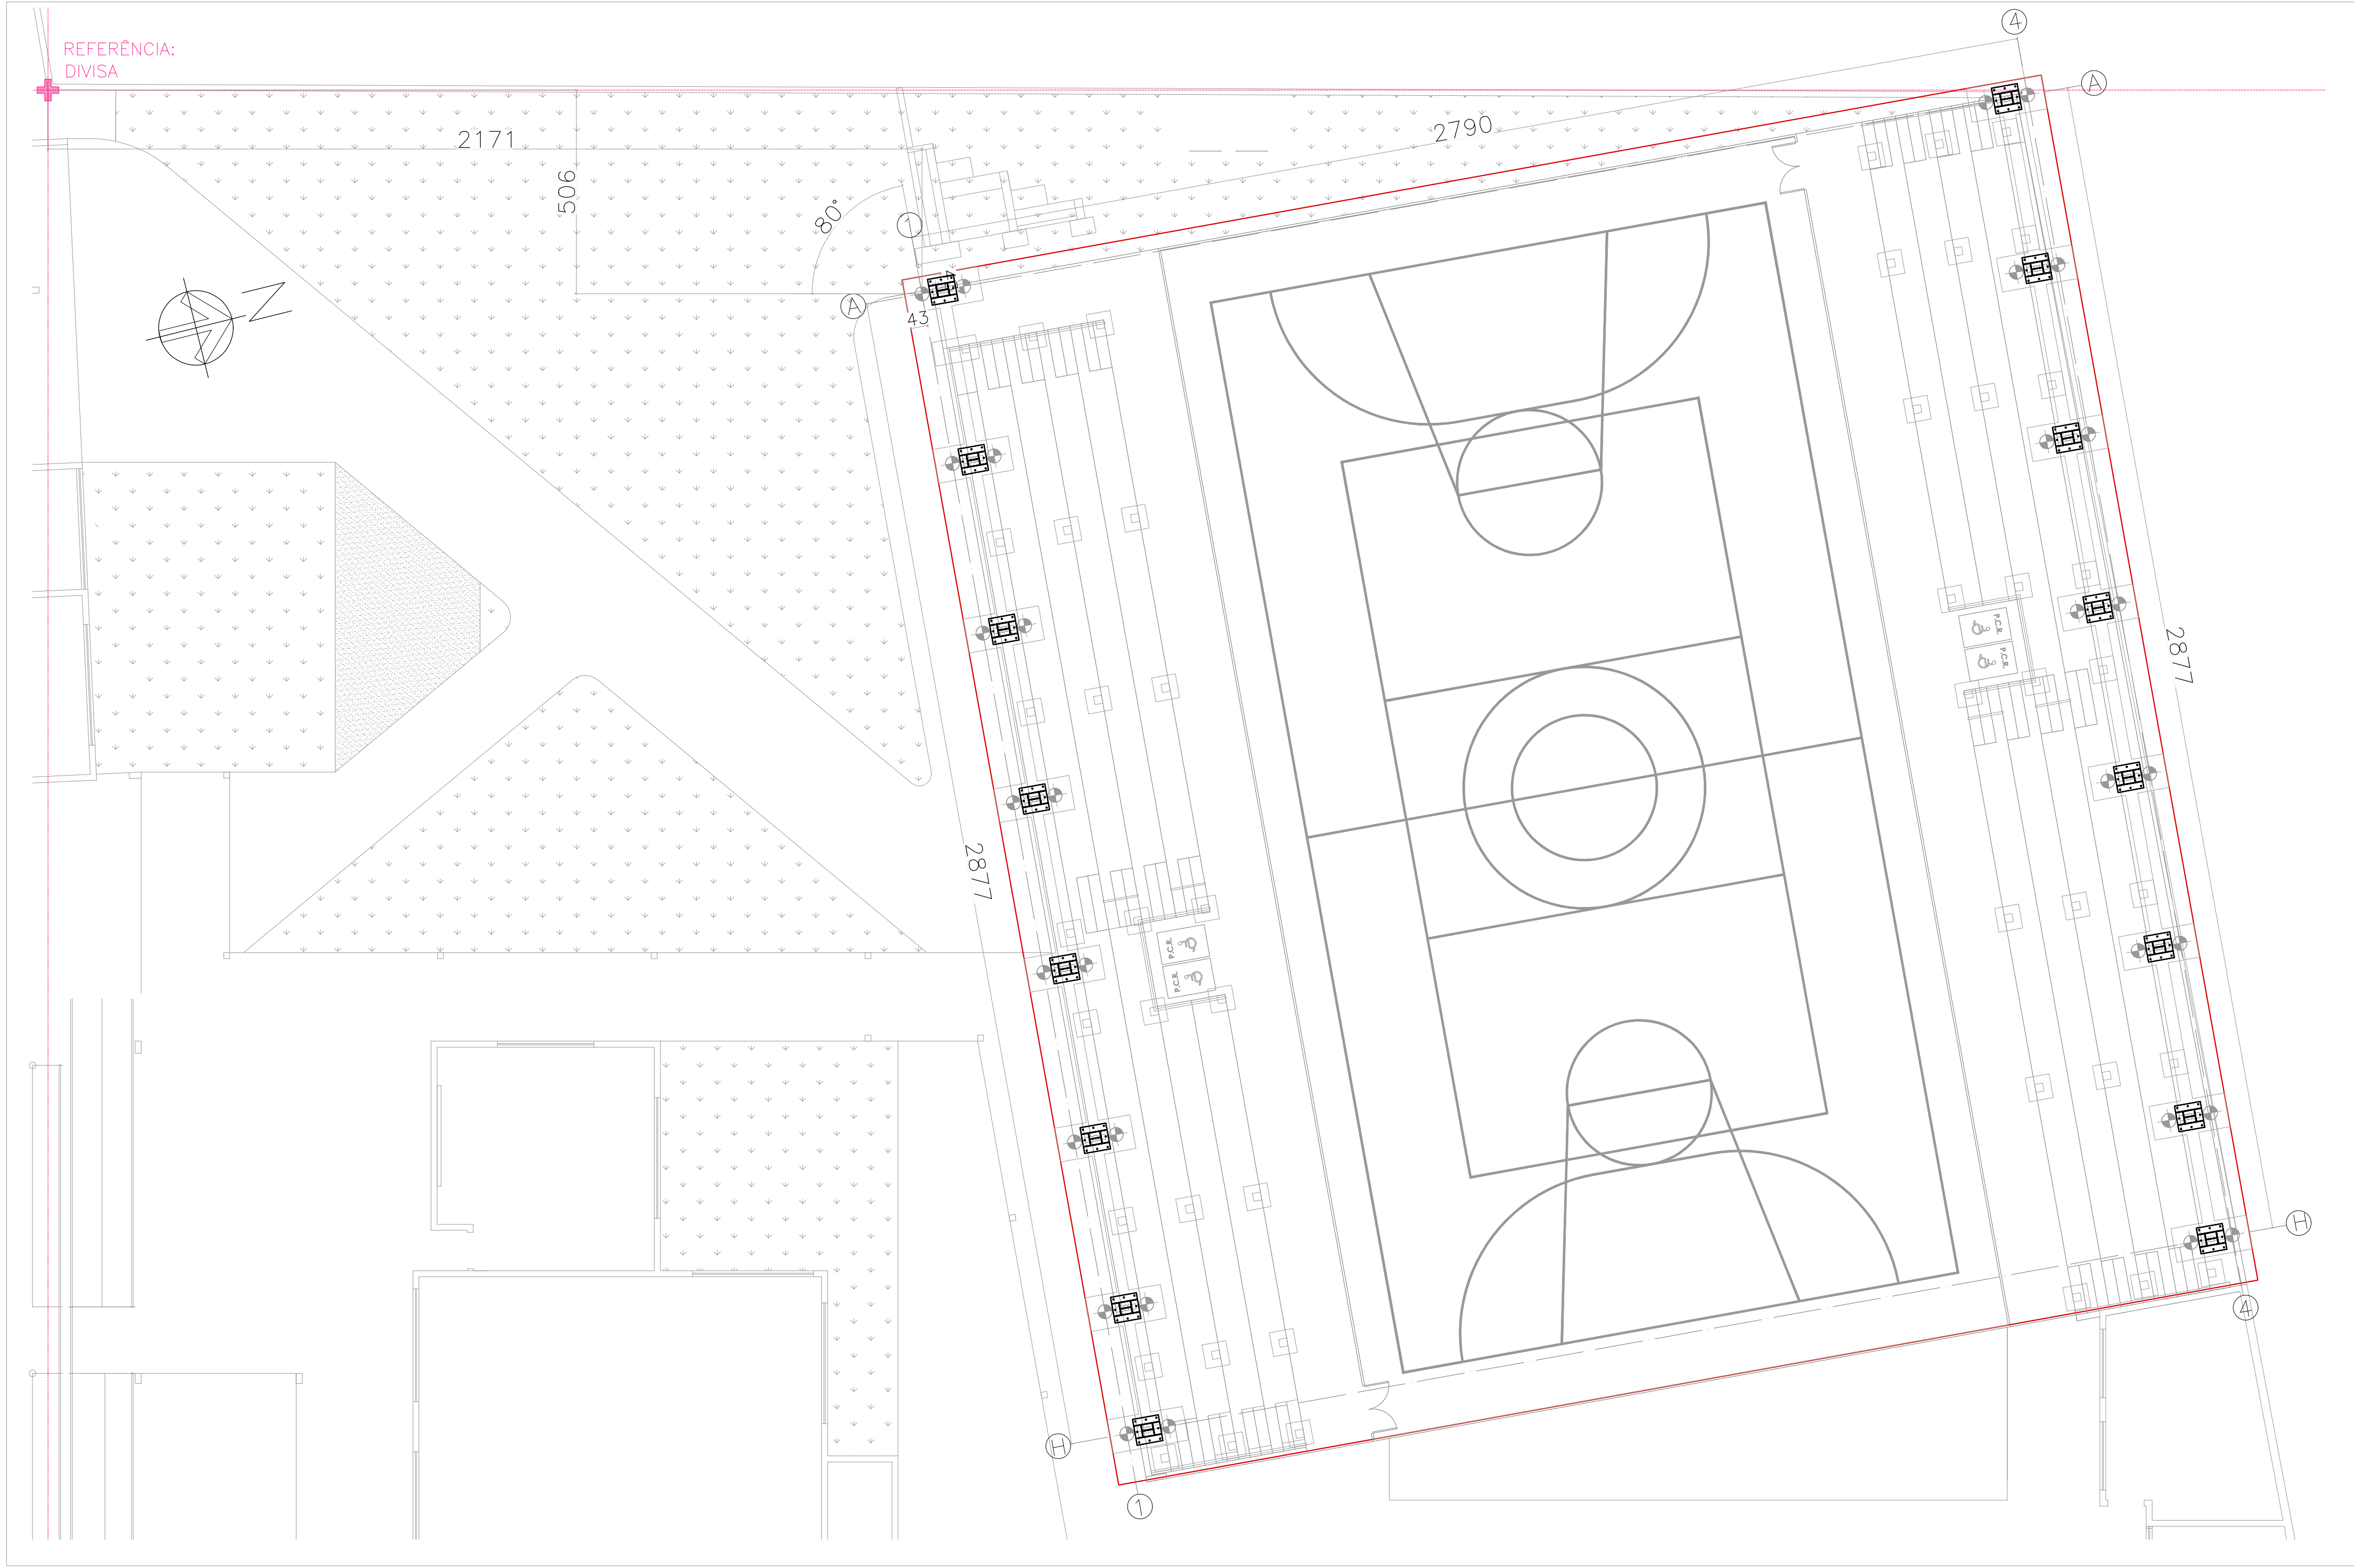 4
REFERÊNCIA:
DIVISA
A
2171
2790
506
80°
1
N
A
43
P.C.R.
P.C.R.
2877
2877
P.C.R.
P.C.R.
H
4
H
1